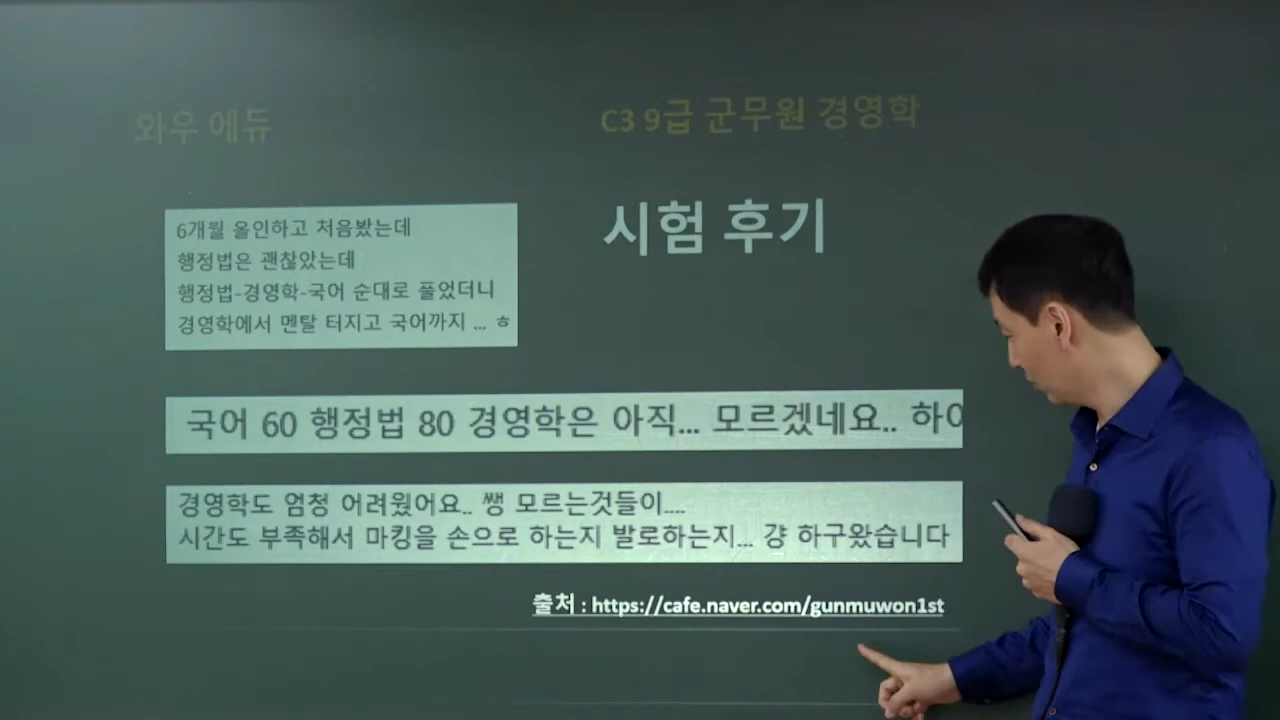 와우 에듀
C3 9급 군무원 경영학
시험 후기
6개월 올인하고 처음봤는데
행정법은 괜찮았는데
행정법-경영학-국어 순대로 풀었더니
경영학에서 멘탈 터지고 국어까지 ... ㅎ
국어 60 행정법 80 경영학은 아직... 모르겠네요.. 하
경영학도 엄청 어려웠어요.. 쌩 모르는것들이....
시간도 부족해서 마킹을 손으로 하는지 발로하는지... 걍 하구왔습니다
출처 : https://cafe.naver.com/gunmuwon1st